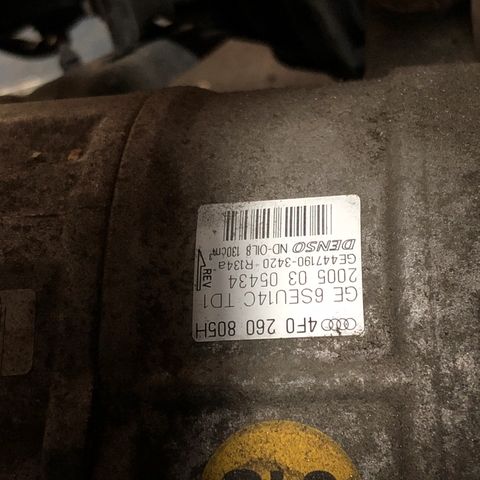 4F0 260 805H
GE 6SEU14C TD1
2005 03 05434
GE447190-3420 R134a
DENSO ND-OIL8 130cm³
REV